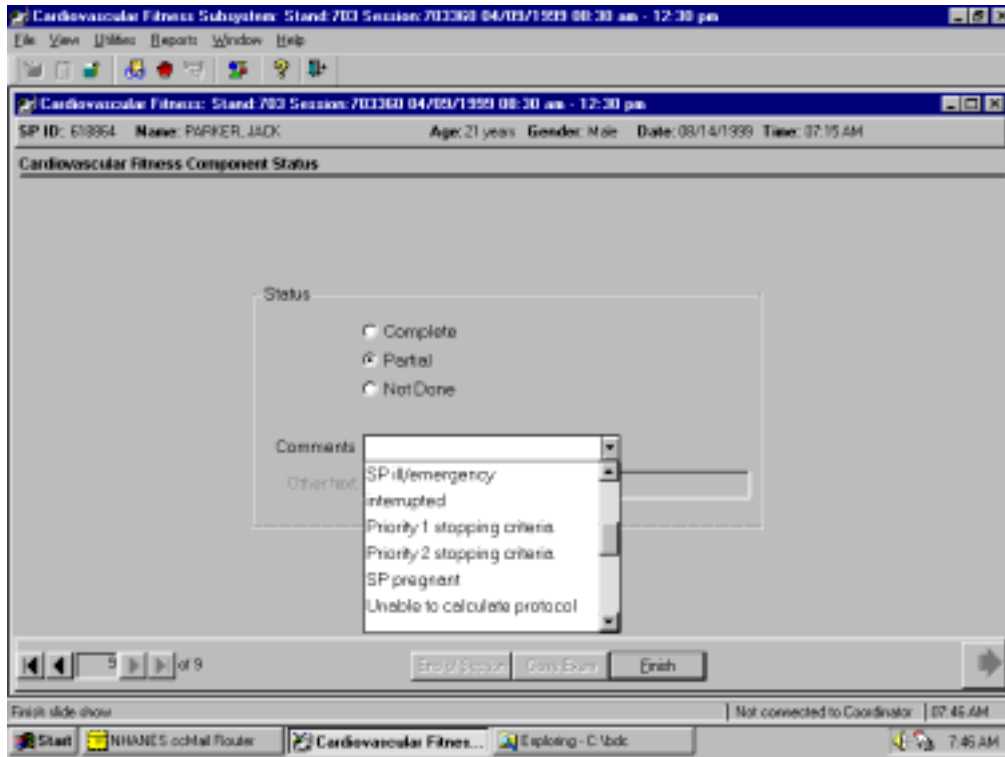 Cardiovascular Fitness Subsystem: Stand:703 Session:703360 04/09/1999 08:30 am - 12:30 pm
File View Utilities Reports Window Help
Cardiovascular Fitness: Stand:703 Session:703360 04/09/1999 08:30 am - 12:30 pm
SP ID: 618964 Name: PARKER, JACK Age: 21 years Gender: Male Date: 09/14/1999 Time: 07:15 AM
Cardiovascular Fitness Component Status
Status
Complete
Partial
Not Done
Comments
Other text
SP ill/emergency
interrupted
Priority 1 stopping criteria.
Priority 2 stopping criteria.
SP pregnant
Unable to calculate protocol
9 of 9 End of Section Close Exam Finish
Finish slide show Not connected to Coordinator 07:46 AM
Start NHANES ccMail Router Cardiovascular Fitnes... Exploring - C:\bdc 7:46 AM